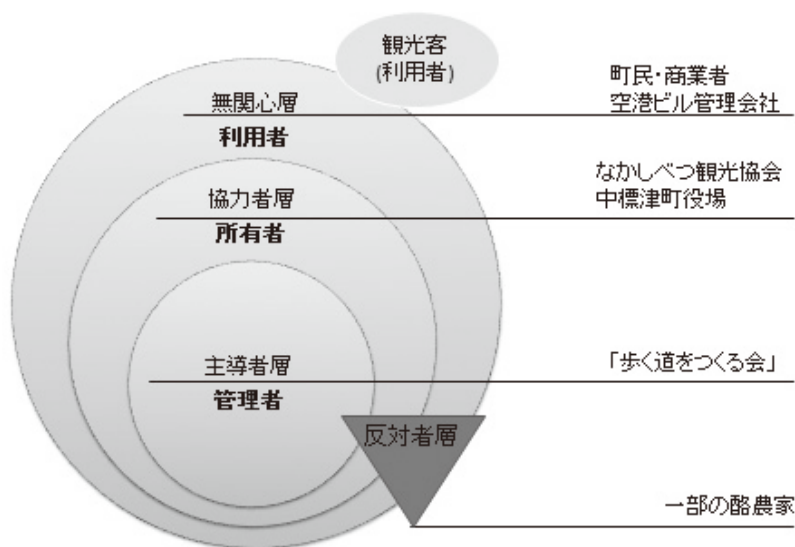 観光客
(利用者)
無関心層
利用者
町民・商業者
空港ビル管理会社
協力者層
所有者
なかしべつ観光協会
中標津町役場
主導者層
管理者
「歩く道をつくる会」
反対者層
一部の酪農家